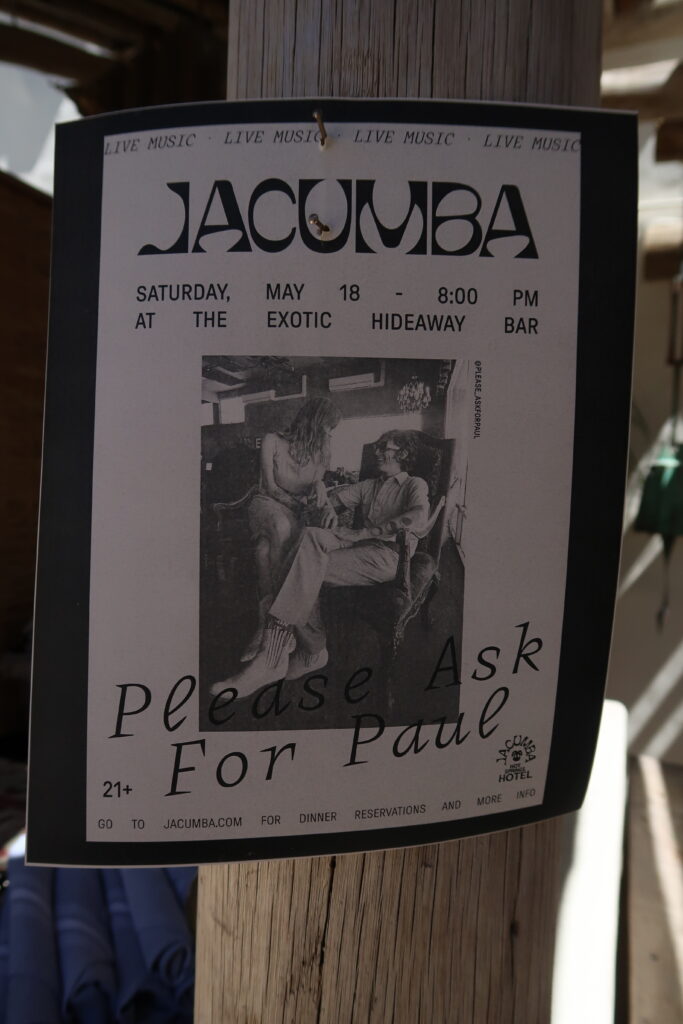 LIVE MUSIC · LIVE MUSIC · LIVE MUSIC · LIVE MUSIC
JACUMBA
SATURDAY, MAY 18 - 8:00 PM
AT THE EXOTIC HIDEAWAY BAR
@PLEASE_ASKFORPAUL
Please Ask
For Paul
21+
JACUMBA
HOT SPRINGS
HOTEL
GO TO JACUMBA.COM FOR DINNER RESERVATIONS AND MORE INFO